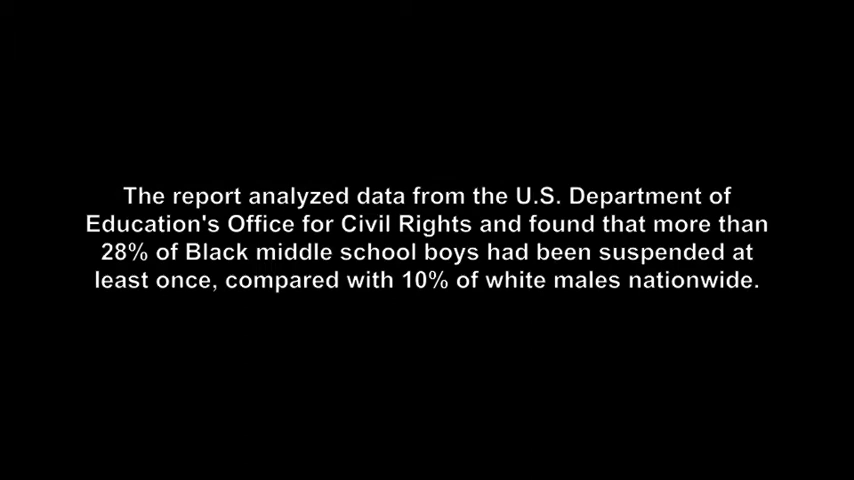 The report analyzed data from the U.S. Department of
Education's Office for Civil Rights and found that more than
28% of Black middle school boys had been suspended at
least once, compared with 10% of white males nationwide.